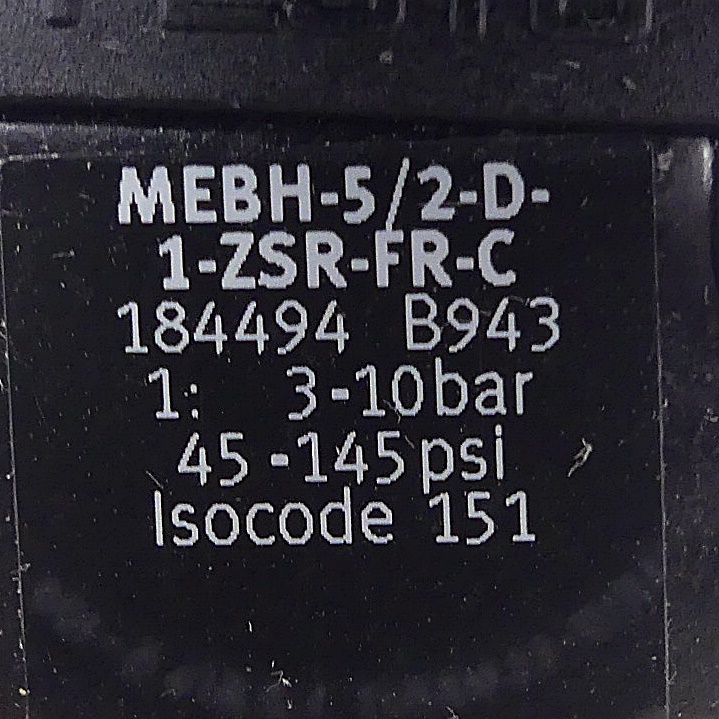 MEBH-5/2-D-
1-ZSR-FR-C
184494 B943
1: 3-10bar
45-145psi
Isocode 151